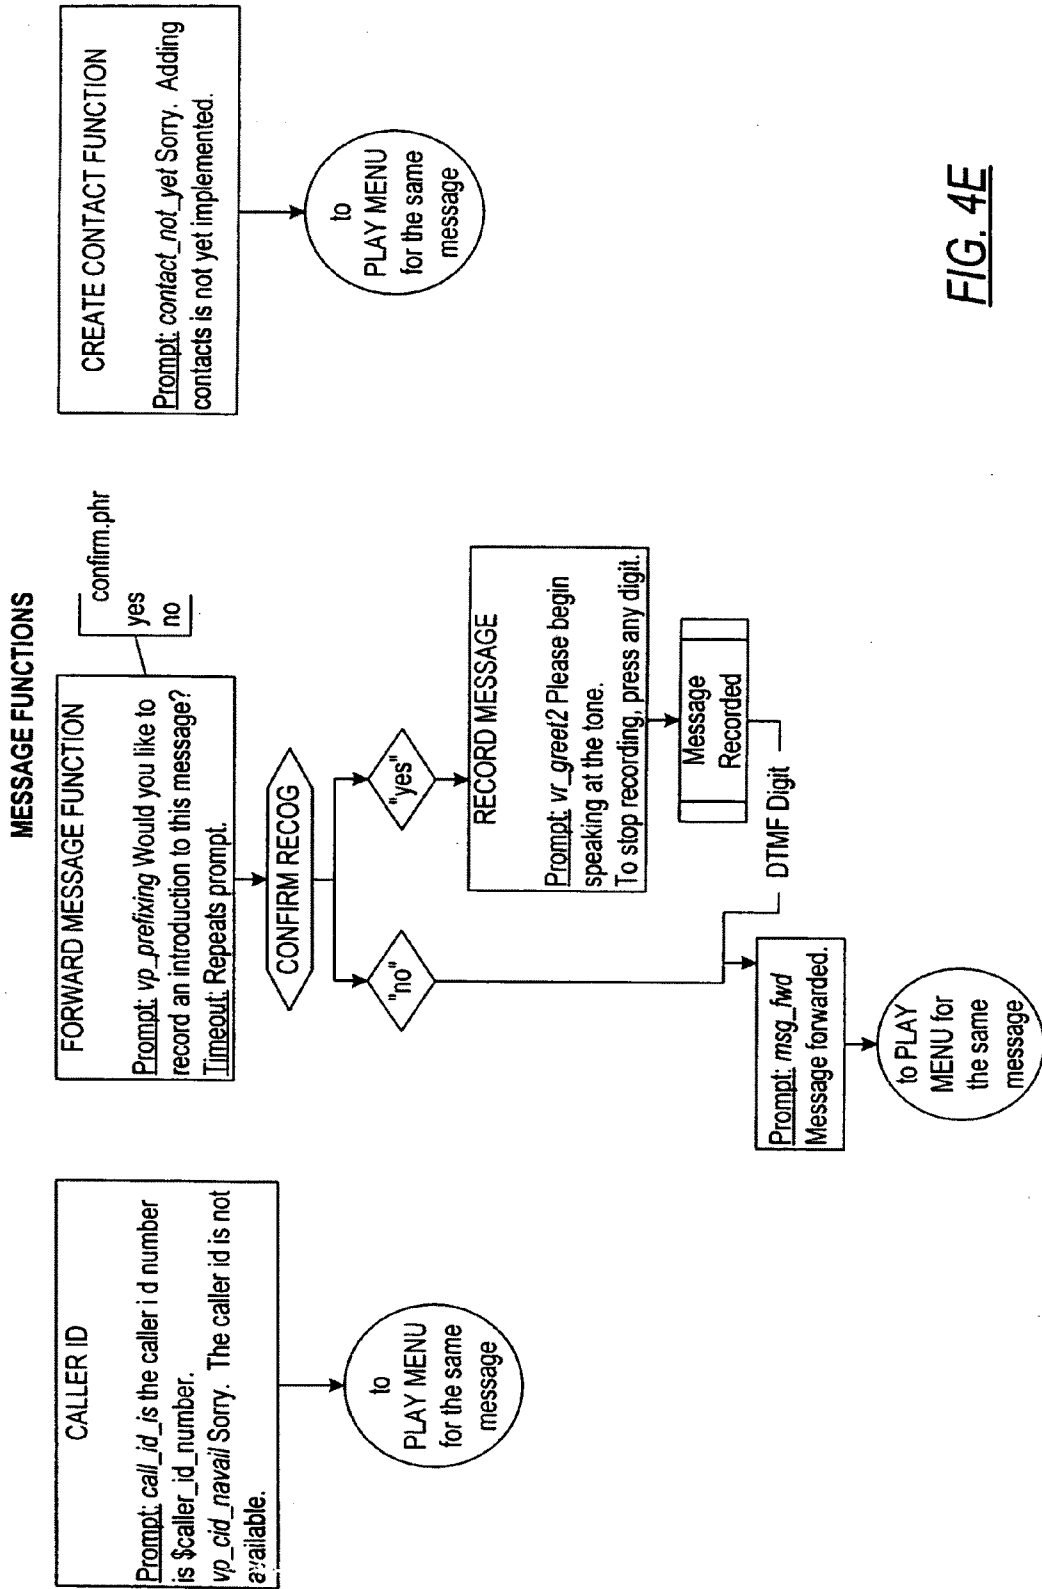 MESSAGE FUNCTIONS
CALLER ID
Prompt: call_id_is the caller i d number
is $caller_id_number.
vp_cid_navail Sorry. The caller id is not
available.
to
PLAY MENU
for the same
message
FORWARD MESSAGE FUNCTION
Prompt: vp_prefixing Would you like to
record an introduction to this message?
Timeout: Repeats prompt.
confirm.phr
yes
no
CONFIRM RECOG
"no"
"yes"
RECORD MESSAGE
Prompt: vr_greet2 Please begin
speaking at the tone.
To stop recording, press any digit.
Message
Recorded
DTMF Digit
Prompt: msg_fwd
Message forwarded.
to PLAY
MENU for
the same
message
CREATE CONTACT FUNCTION
Prompt: contact_not_yet Sorry. Adding
contacts is not yet implemented.
to
PLAY MENU
for the same
message
FIG. 4E